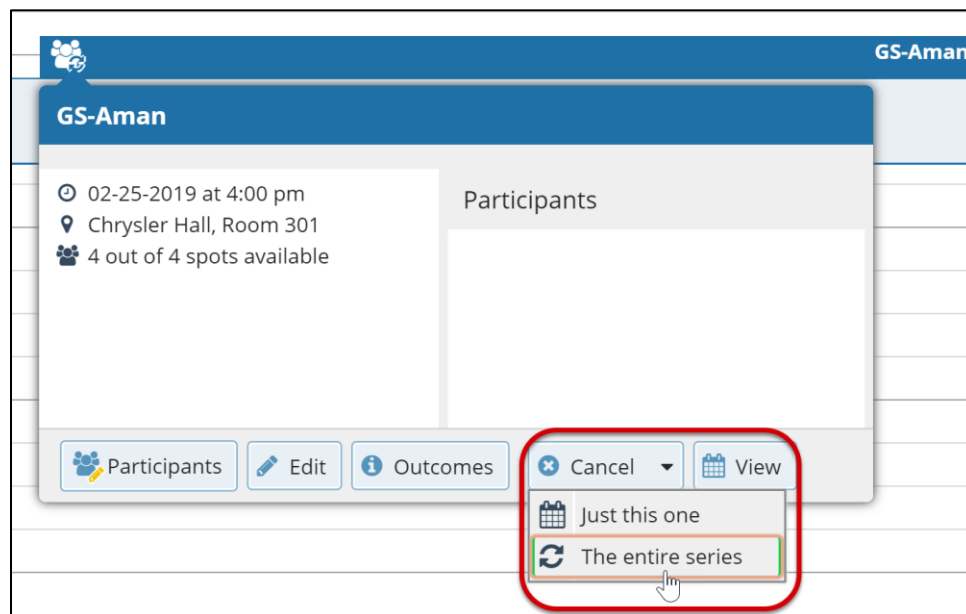 GS-Aman
GS-Aman
02-25-2019 at 4:00 pm
Chrysler Hall, Room 301
4 out of 4 spots available
Participants
Participants
Edit
Outcomes
Cancel
View
Just this one
The entire series